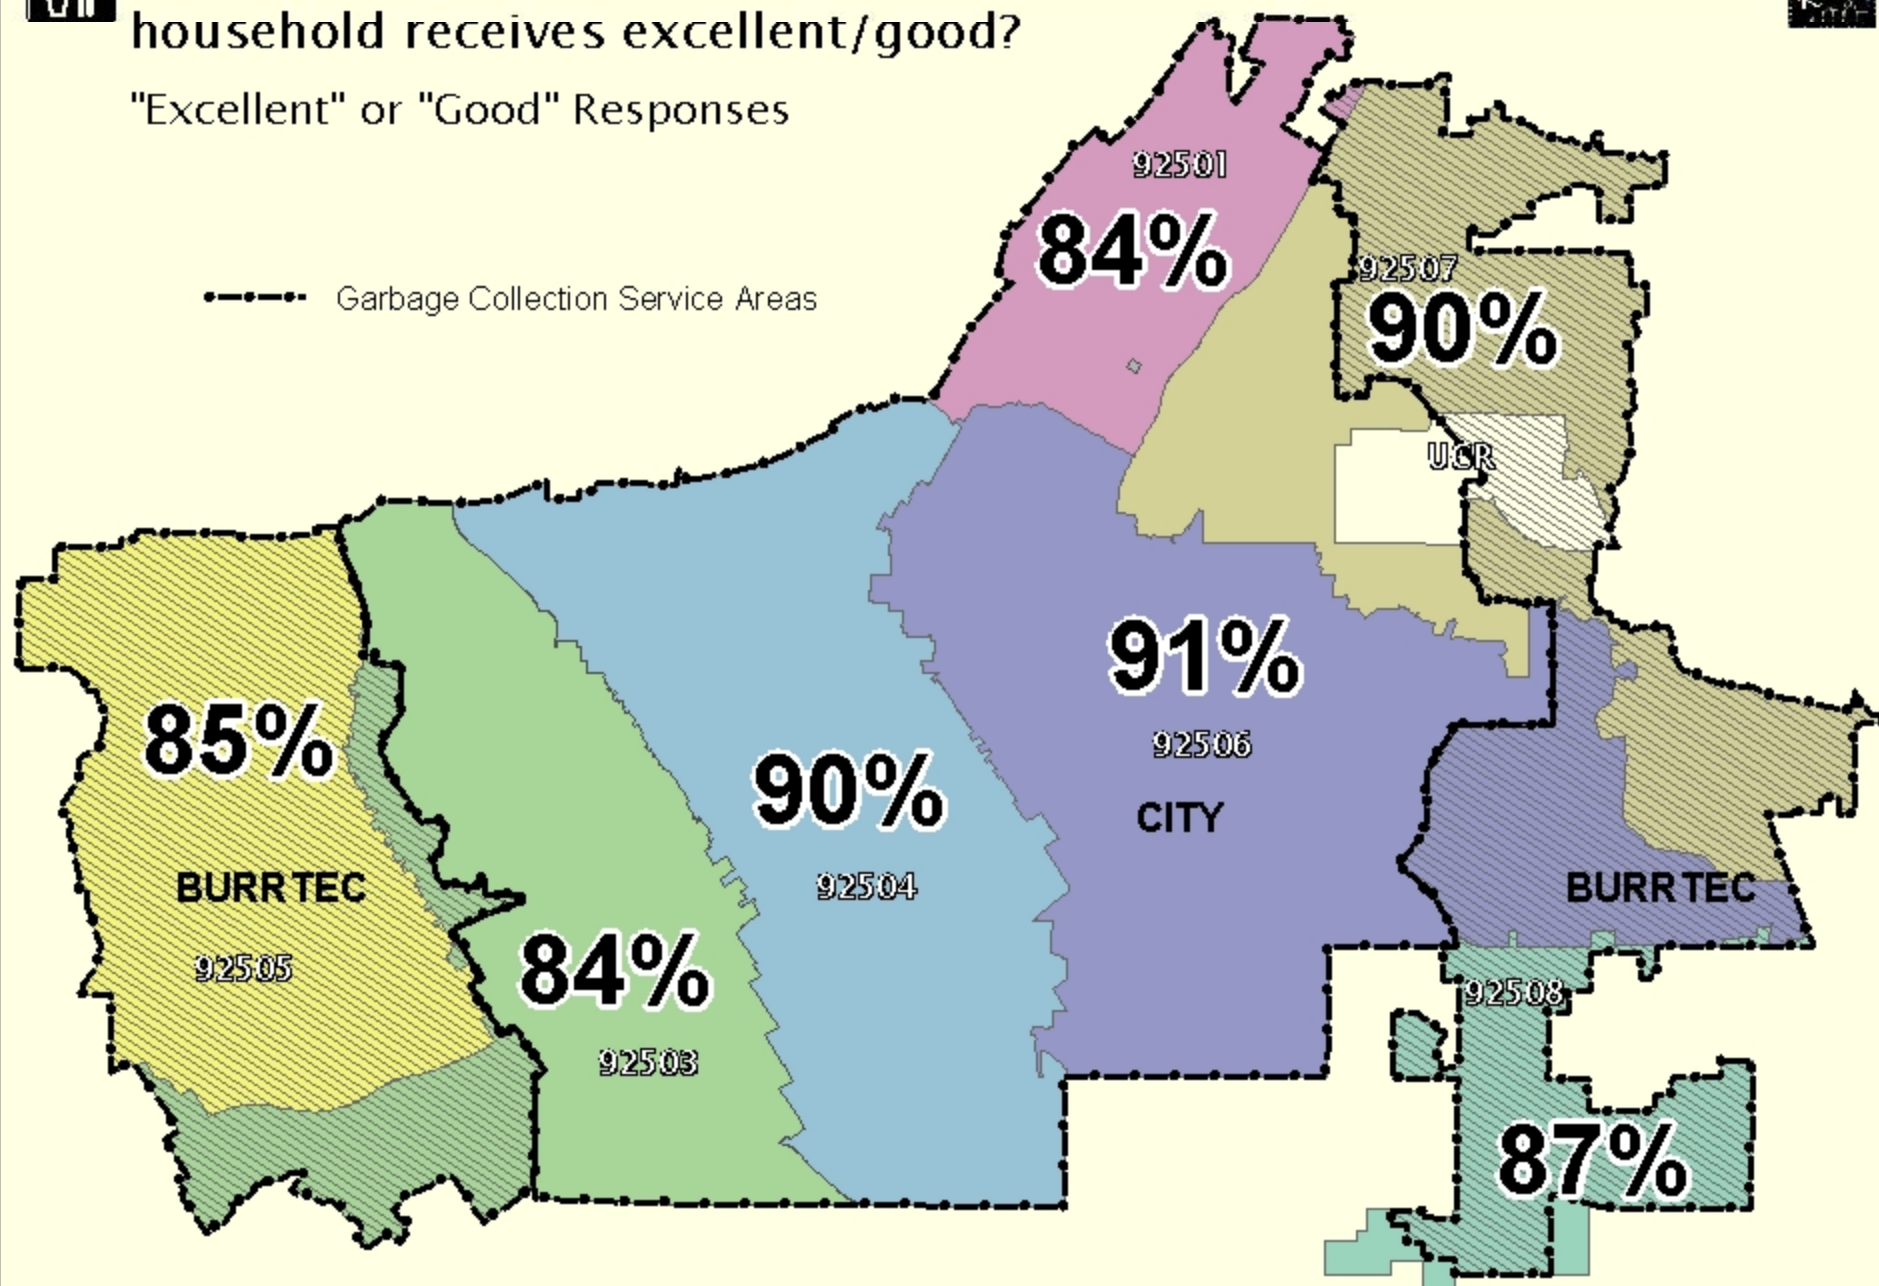 household receives excellent/good?
"Excellent" or "Good" Responses
Garbage Collection Service Areas
92501
84%
92507
90%
UCR
91%
92506
CITY
85%
BURRTEC
92505
90%
92504
84%
92503
BURRTEC
92508
87%